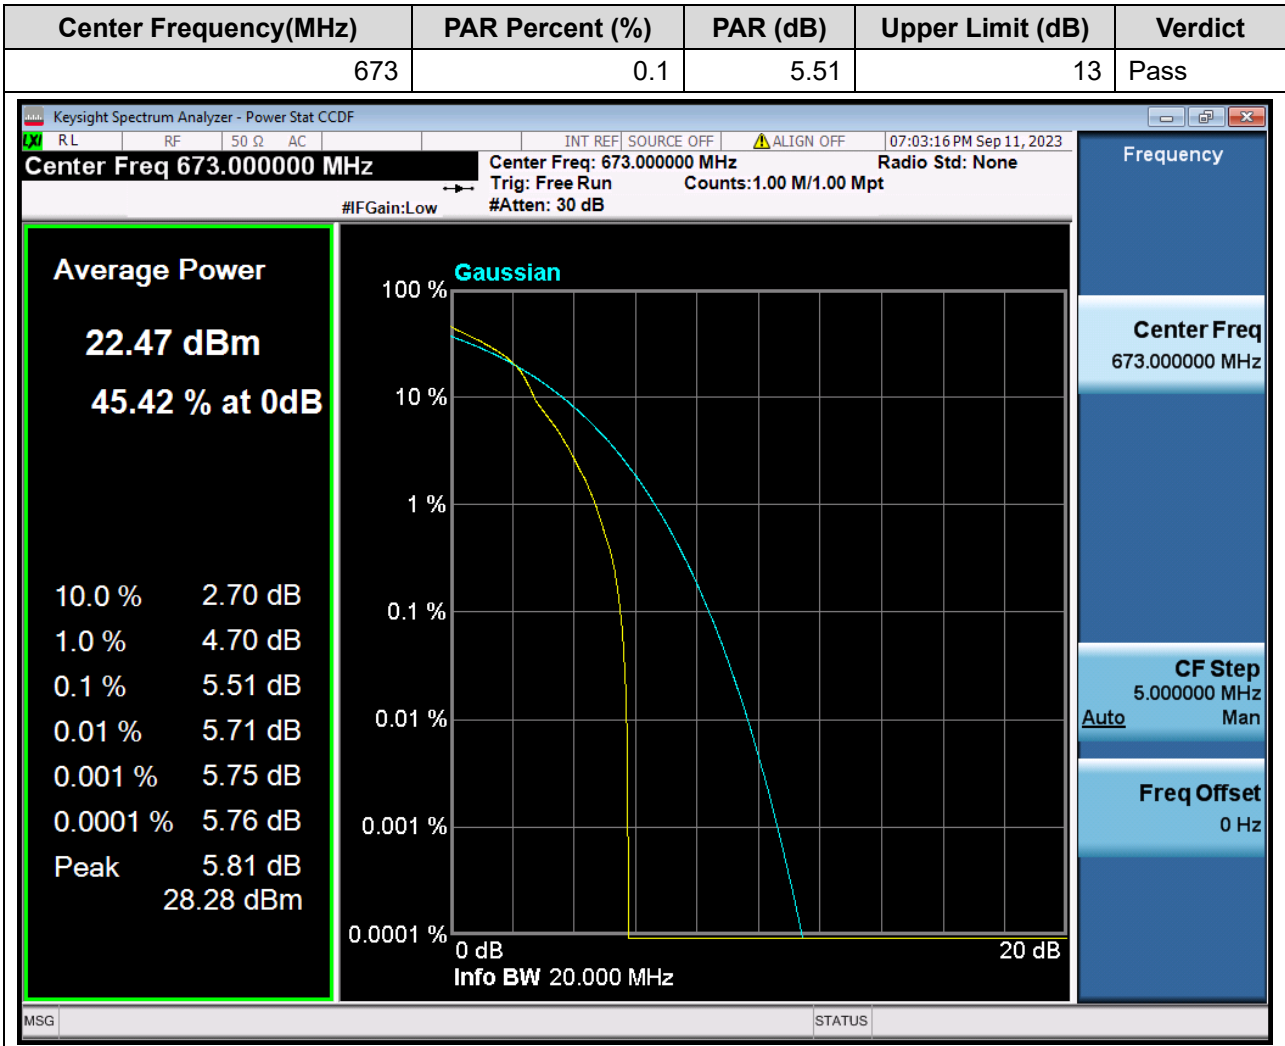 Center Frequency(MHz) PAR Percent (%) PAR (dB) Upper Limit (dB) Verdict
673 0.1 5.51 13 Pass
Keysight Spectrum Analyzer - Power Stat CCDF
LXI RL RF 50 Ω AC INT REF SOURCE OFF ALIGN OFF 07:03:16 PM Sep 11, 2023
Center Freq 673.000000 MHz
Center Freq: 673.000000 MHz Radio Std: None
Trig: Free Run Counts:1.00 M/1.00 Mpt
#IFGain:Low #Atten: 30 dB
Average Power
22.47 dBm
45.42 % at 0dB
10.0 % 2.70 dB
1.0 % 4.70 dB
0.1 % 5.51 dB
0.01 % 5.71 dB
0.001 % 5.75 dB
0.0001 % 5.76 dB
Peak 5.81 dB
28.28 dBm
Gaussian
100 %
10 %
1 %
0.1 %
0.01 %
0.001 %
0.0001 %
0 dB 20 dB
Info BW 20.000 MHz
Frequency
Center Freq
673.000000 MHz
CF Step
5.000000 MHz
Auto Man
Freq Offset
0 Hz
MSG STATUS